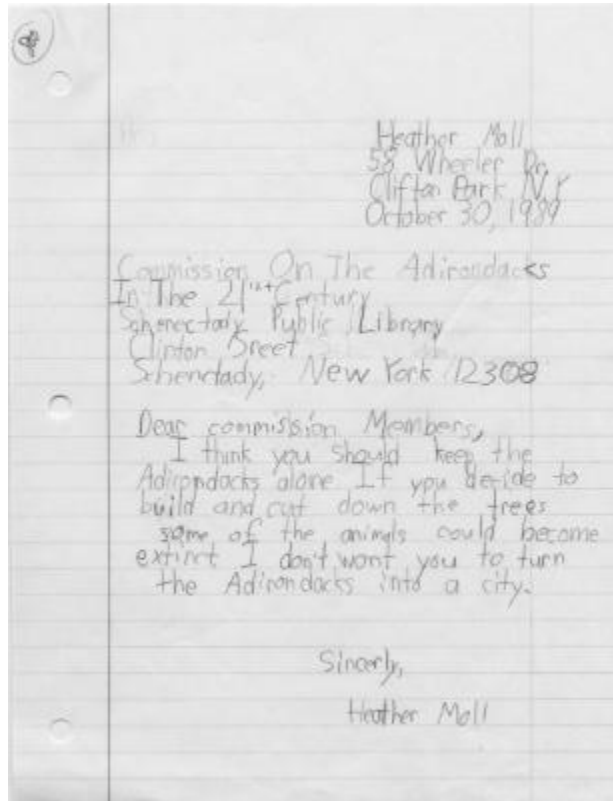 Heather Moll
58 Wheeler Dr.
Clifton Park N.Y
October 30, 1989
Commission On The Adirondacks
In The 21st Century
Schenectady Public Library
Clinton Sreet
Schenctady, New York 12308
Dear commission Members,
I think you should keep the
Adirondacks alone If you decide to
build and cut down the trees
some of the animals could become
extinct I don't want you to turn
the Adirondacks into a city.
Sincerly,
Heather Moll